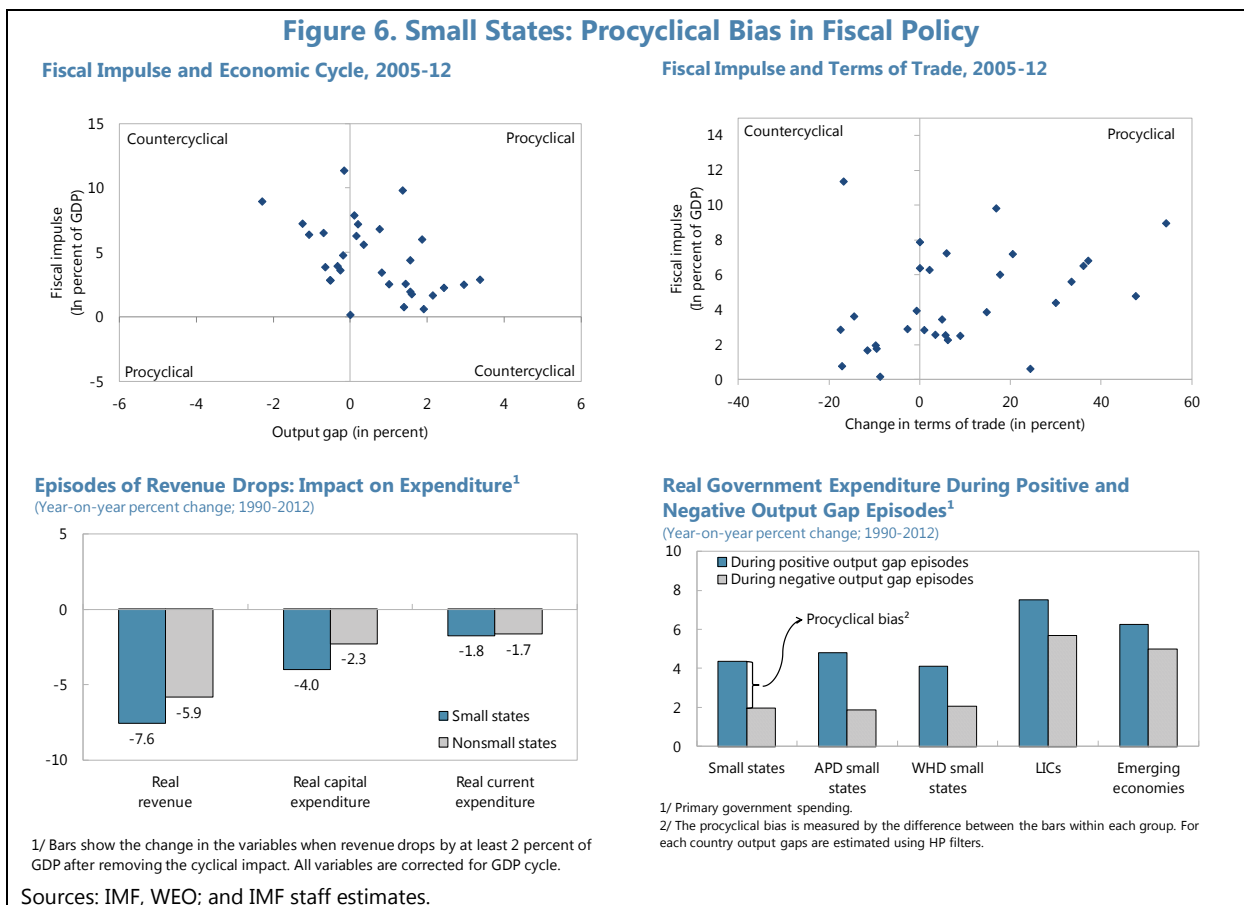 Figure 6. Small States: Procyclical Bias in Fiscal Policy
Fiscal Impulse and Economic Cycle, 2005-12
15
10
5
0
-5
Fiscal impulse
(In percent of GDP)
Countercyclical
Procyclical
Procyclical
Countercyclical
-6
-4
-2
0
2
4
6
Output gap (in percent)
Fiscal Impulse and Terms of Trade, 2005-12
14
12
10
8
6
4
2
0
Fiscal impulse
(In percent of GDP)
Countercyclical
Procyclical
-40
-20
0
20
40
60
Change in terms of trade (in percent)
Episodes of Revenue Drops: Impact on Expenditure¹
(Year-on-year percent change; 1990-2012)
5
0
-5
-10
-7.6
-5.9
-4.0
-2.3
-1.8
-1.7
Small states
Nonsmall states
Real
revenue
Real capital
expenditure
Real current
expenditure
1/ Bars show the change in the variables when revenue drops by at least 2 percent of
GDP after removing the cyclical impact. All variables are corrected for GDP cycle.
Real Government Expenditure During Positive and
Negative Output Gap Episodes¹
(Year-on-year percent change; 1990-2012)
10
8
6
4
2
0
During positive output gap episodes
During negative output gap episodes
Procyclical bias²
Small states
APD small
states
WHD small
states
LICs
Emerging
economies
1/ Primary government spending.
2/ The procyclical bias is measured by the difference between the bars within each group. For
each country output gaps are estimated using HP filters.
Sources: IMF, WEO; and IMF staff estimates.